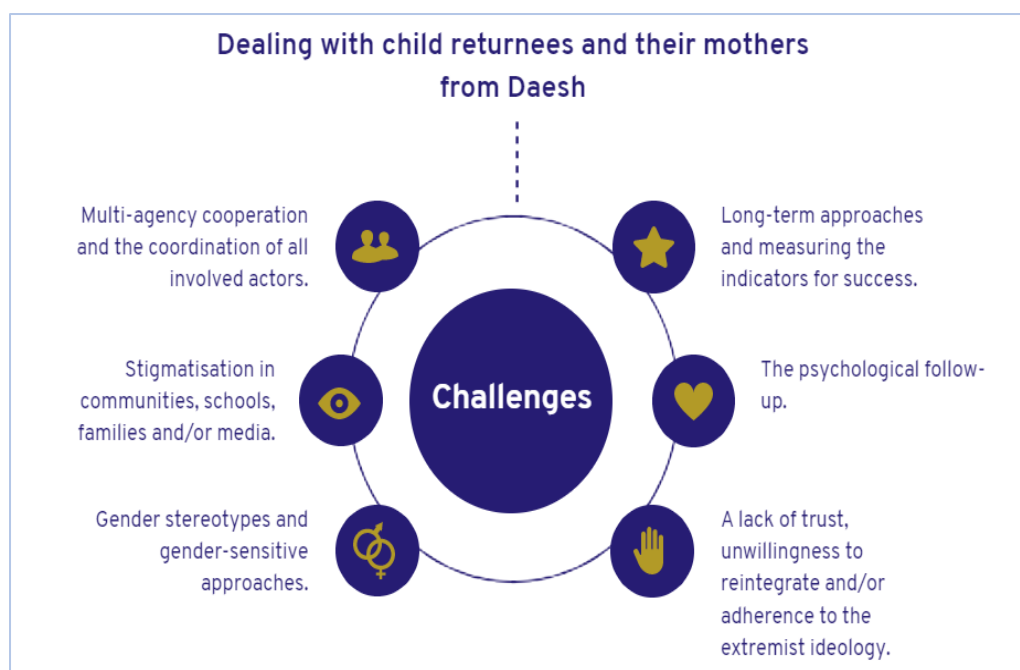 Dealing with child returnees and their mothers
from Daesh
Multi-agency cooperation
and the coordination of all
involved actors.
Long-term approaches
and measuring the
indicators for success.
Stigmatisation in
communities, schools,
families and/or media.
Challenges
The psychological follow-
up.
Gender stereotypes and
gender-sensitive
approaches.
A lack of trust,
unwillingness to
reintegrate and/or
adherence to the
extremist ideology.